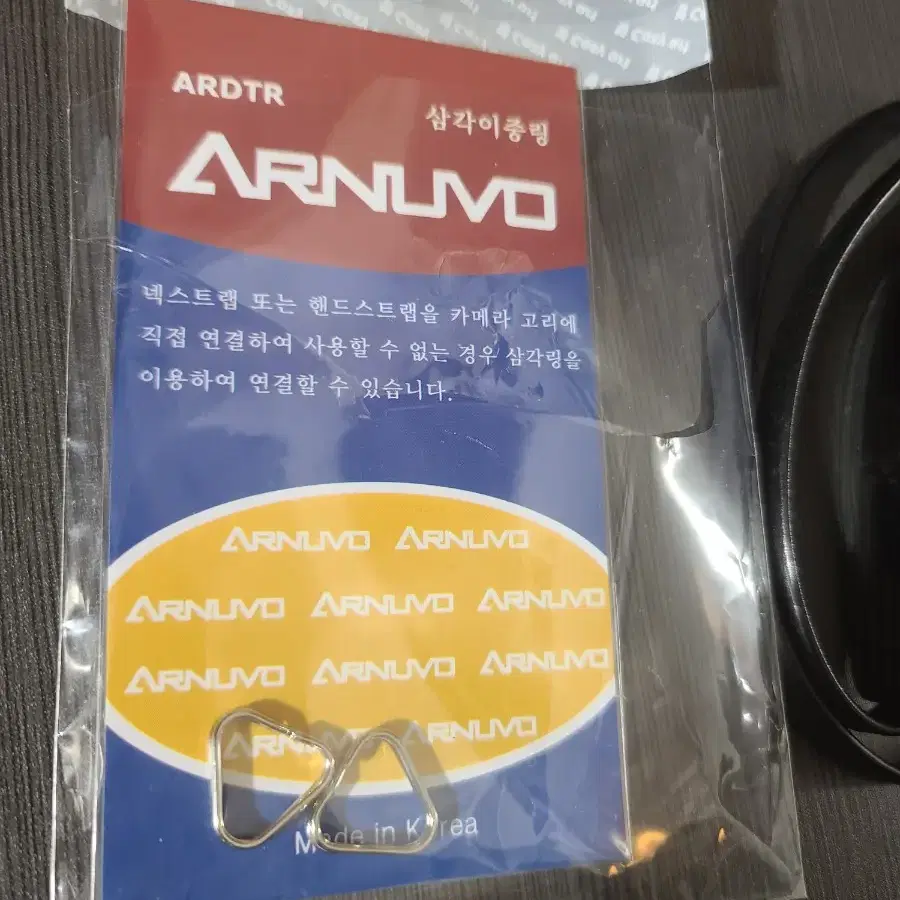 ARDTR
삼각이중링
ARNUVO
넥스트랩 또는 핸드스트랩을 카메라 고리에
직접 연결하여 사용할 수 없는 경우 삼각링을
이용하여 연결할 수 있습니다.
ARNUVO ARNUVO
ARNUVO ARNUVO ARNUVO
ARNUVO ARNUVO ARNUVO
ARNUVO ARNUVO
Made in Korea